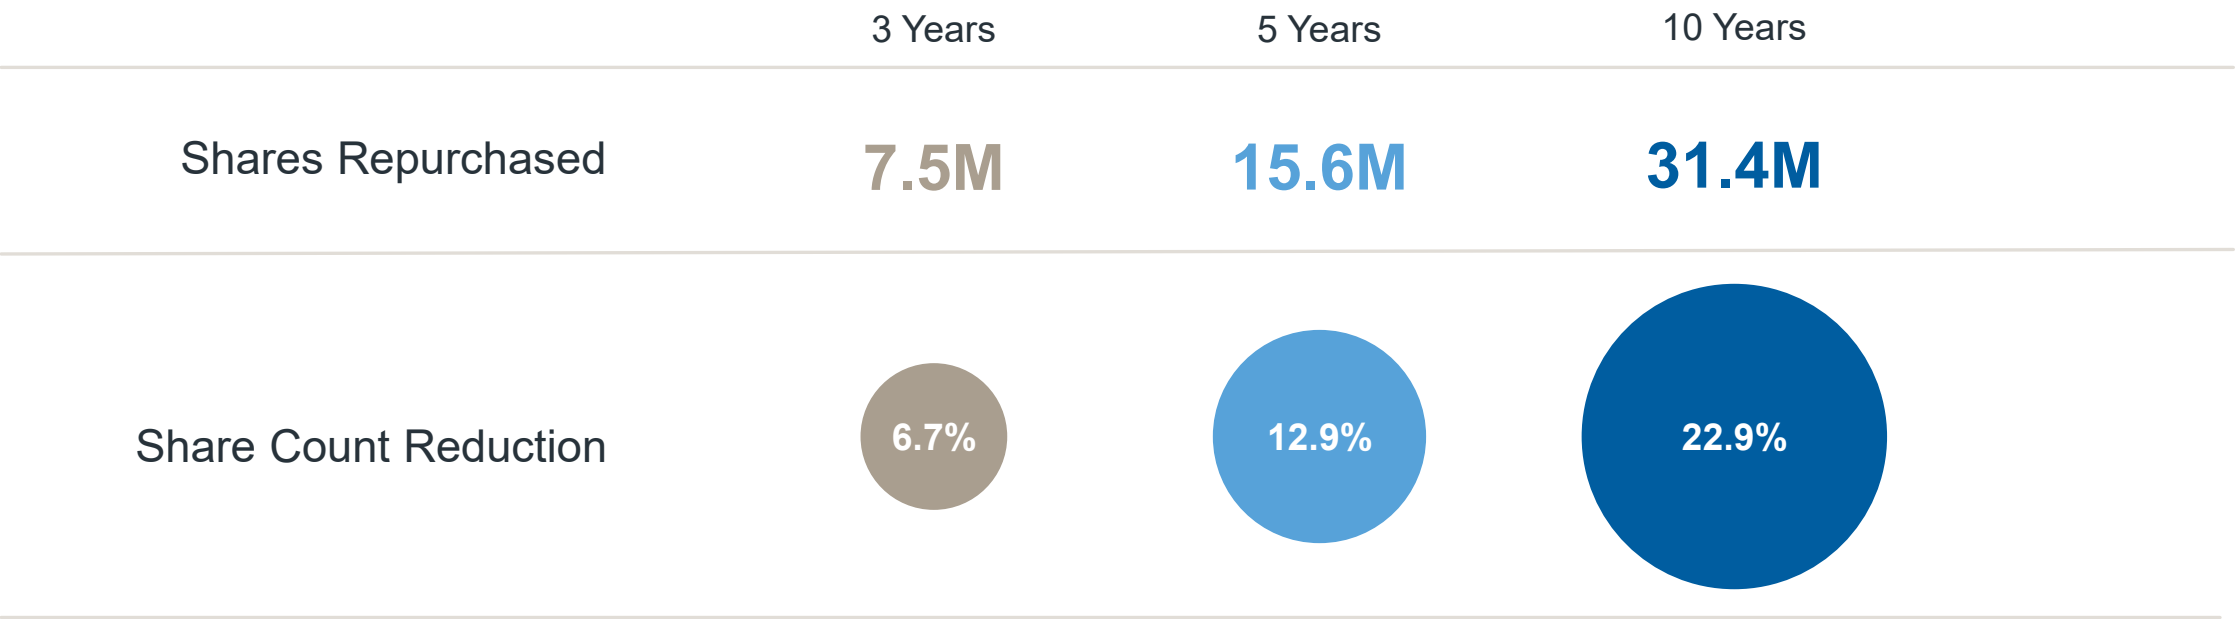 3 Years 5 Years 10 Years
Shares Repurchased 7.5M 15.6M 31.4M
Share Count Reduction 6.7% 12.9% 22.9%